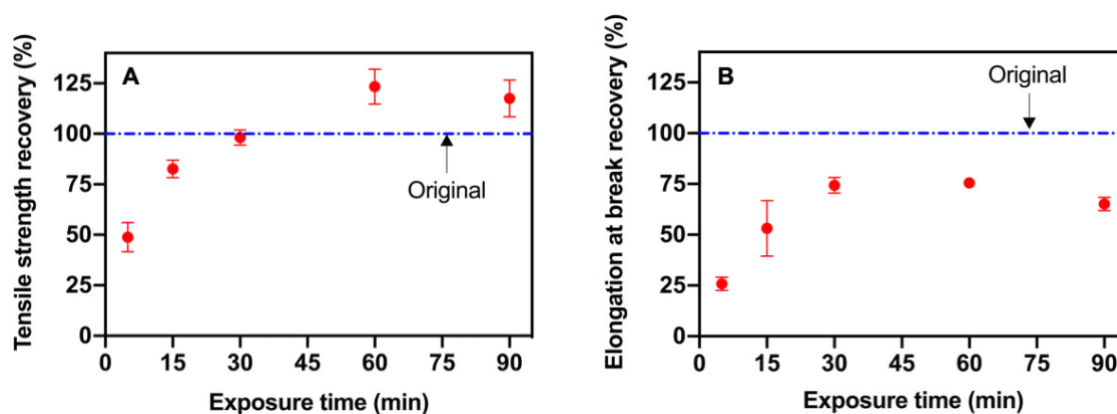 A
Tensile strength recovery (%)
125
100
75
50
25
0
Original
0 15 30 45 60 75 90
Exposure time (min)
B
Elongation at break recovery (%)
125
100
75
50
25
0
Original
0 15 30 45 60 75 90
Exposure time (min)